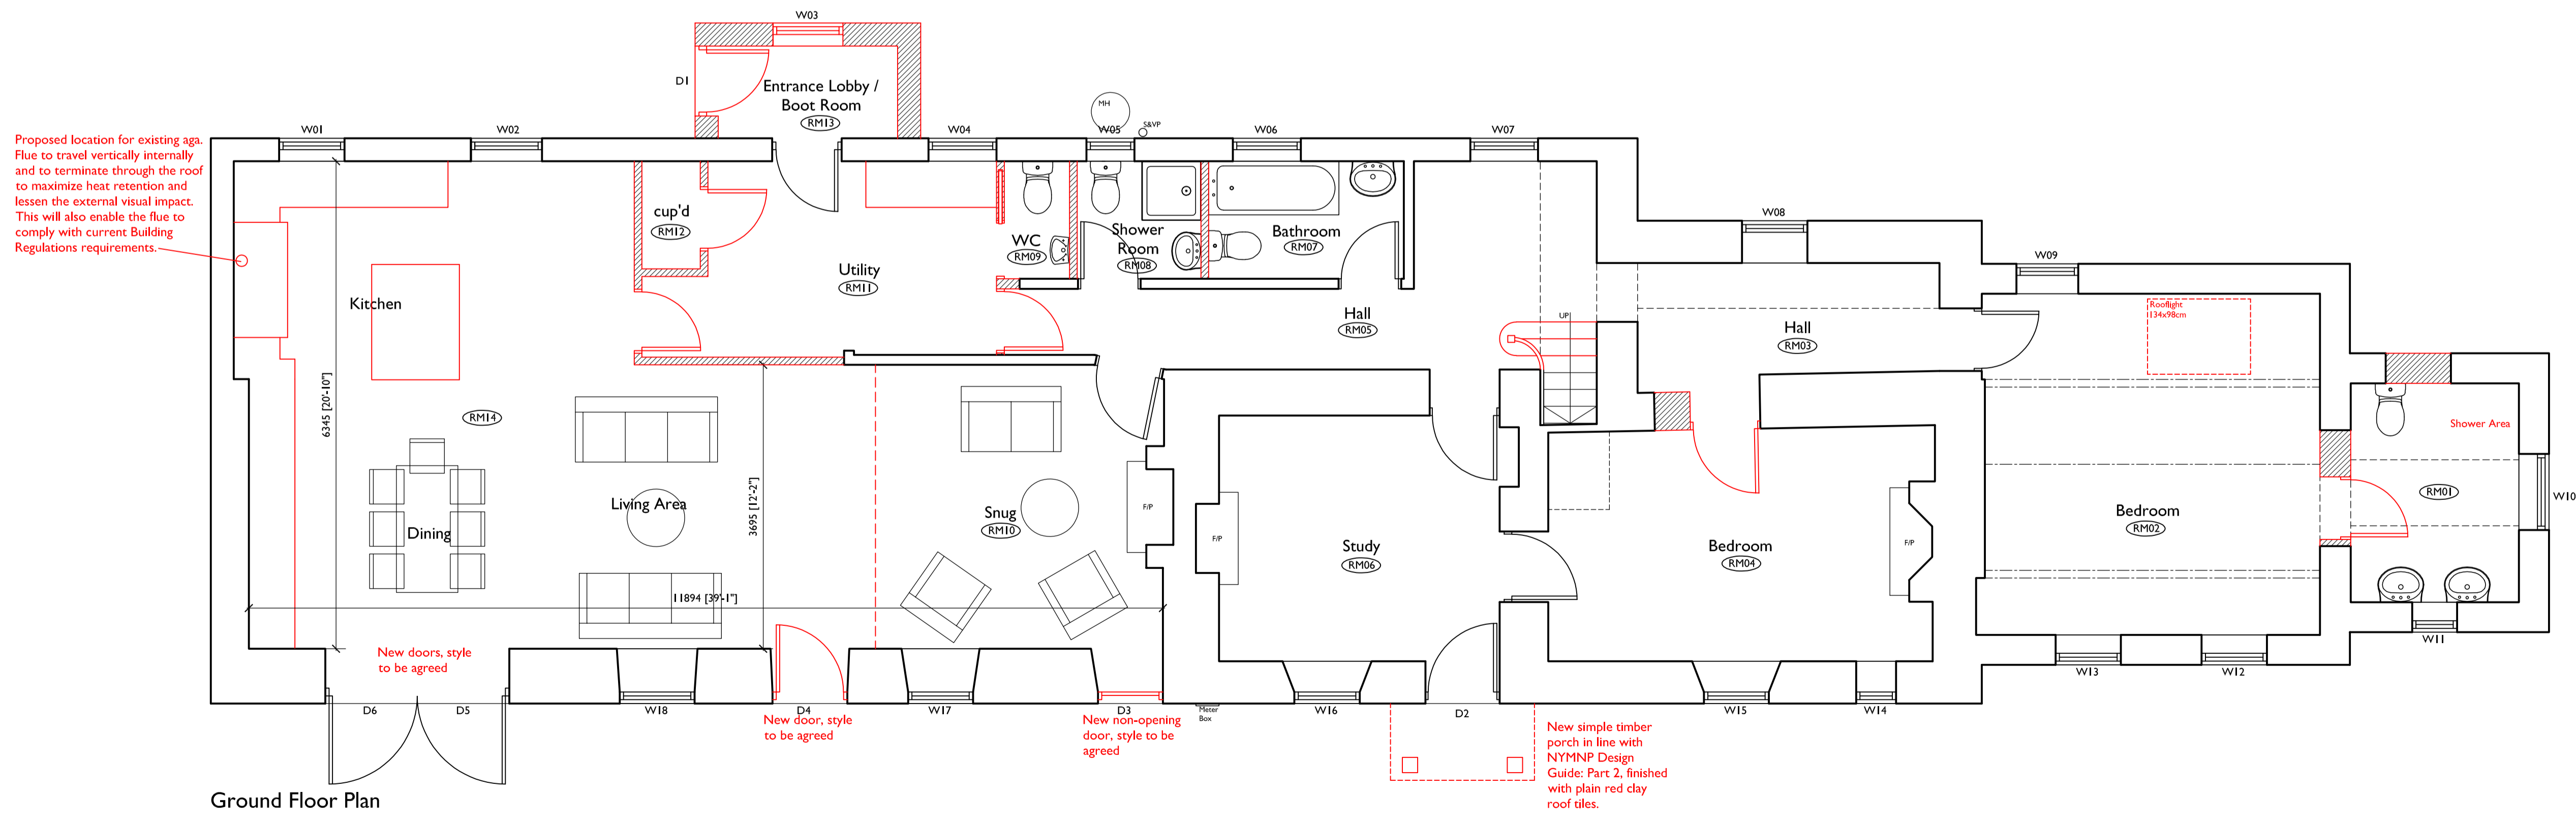 W03
D1
Entrance Lobby /
Boot Room
RM13
MH
S&VP
W01
W02
W04
W05
W06
W07
Proposed location for existing aga.
Flue to travel vertically internally
and to terminate through the roof
to maximize heat retention and
lessen the external visual impact.
This will also enable the flue to
comply with current Building
Regulations requirements.
cup'd
RM12
Utility
RM11
WC
RM09
Shower
Room
RM08
Bathroom
RM07
W08
W09
Kitchen
Hall
RM05
UP
Hall
RM03
Rooflight
134x98cm
6345 [20'-10"]
RM14
Shower Area
3695 [12'-2"]
Living Area
Dining
Snug
RM10
F/P
F/P
Study
RM06
Bedroom
RM04
F/P
Bedroom
RM02
RM01
W10
11894 [39'-1"]
New doors, style
to be agreed
W11
W13
W12
D6
D5
W18
D4
W17
D3
Meter
Box
W16
D2
W15
W14
New door, style
to be agreed
New non-opening
door, style to be
agreed
New simple timber
porch in line with
NYMNP Design
Guide: Part 2, finished
with plain red clay
roof tiles.
Ground Floor Plan